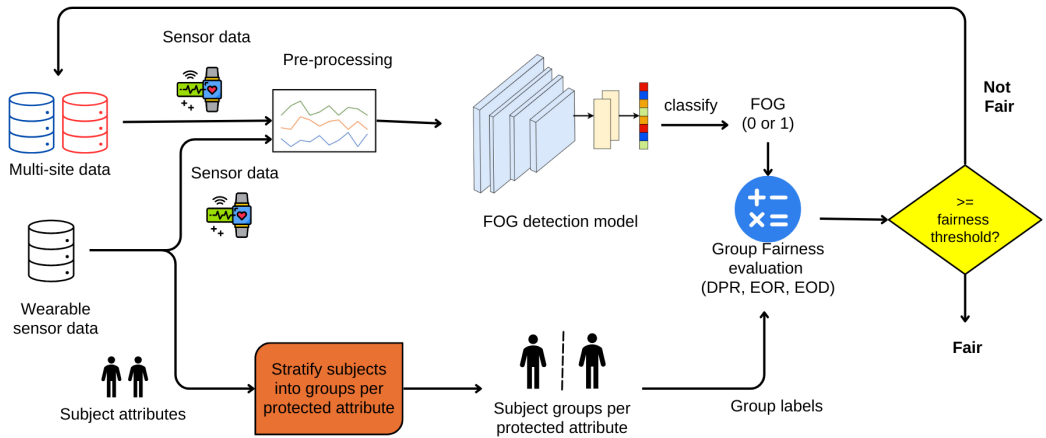 Sensor data
Pre-processing
Multi-site data
Sensor data
Wearable
sensor data
Subject attributes
Stratify subjects
into groups per
protected attribute
Subject groups per
protected attribute
Group labels
FOG detection model
classify
FOG
(0 or 1)
Group Fairness
evaluation
(DPR, EOR, EOD)
>=
fairness
threshold?
Not
Fair
Fair